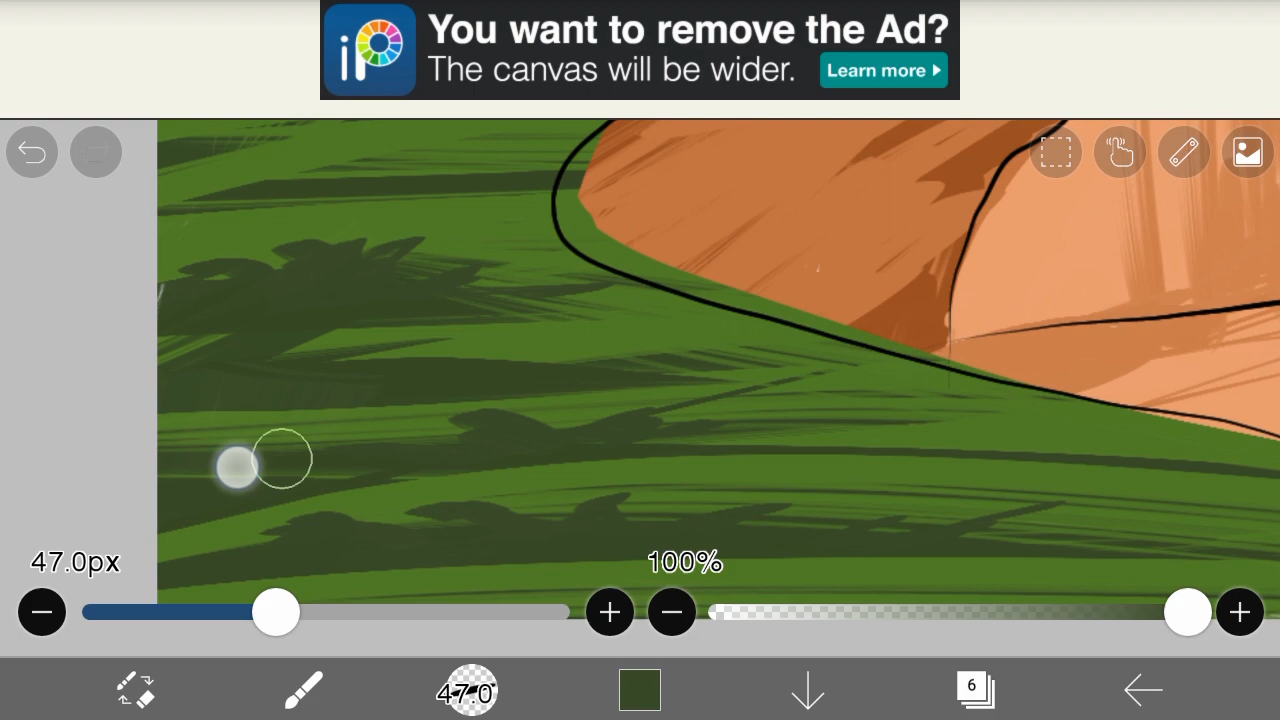 iP
You want to remove the Ad?
The canvas will be wider.
Learn more
47.0px
100%
47.0
6